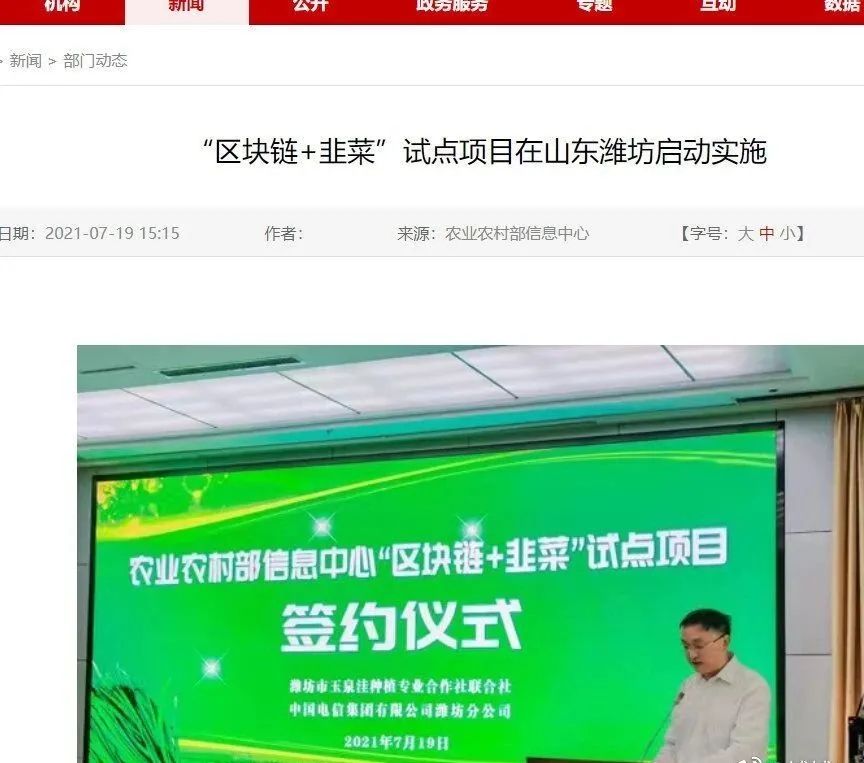 机构 新闻 公开 政务服务 专题 互动 数据
> 新闻 > 部门动态
“区块链+韭菜”试点项目在山东潍坊启动实施
日期：2021-07-19 15:15 作者： 来源：农业农村部信息中心 【字号：大 中 小】
农业农村部信息中心“区块链+韭菜”试点项目
签约仪式
潍坊市玉泉洼种植专业合作社联合社
中国电信集团有限公司潍坊分公司
2021年7月19日